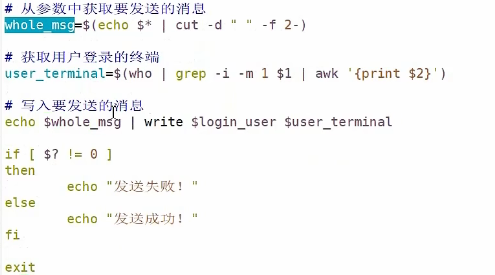 # 从参数中获取要发送的消息
whole_msg=$(echo $* | cut -d " " -f 2-)
# 获取用户登录的终端
user_terminal=$(who | grep -i -m 1 $1 | awk '{print $2}')
# 写入要发送的消息
echo $whole_msg | write $login_user $user_terminal
if [ $? != 0 ]
then
echo "发送失败！"
else
echo "发送成功！"
fi
exit